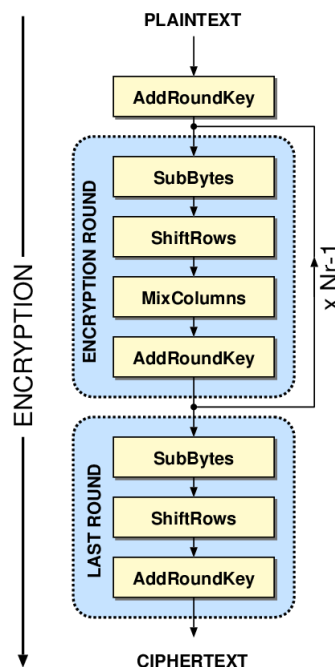 PLAINTEXT
AddRoundKey
ENCRYPTION ROUND
SubBytes
ShiftRows
MixColumns
AddRoundKey
x Nr-1
ENCRYPTION
LAST ROUND
SubBytes
ShiftRows
AddRoundKey
CIPHERTEXT